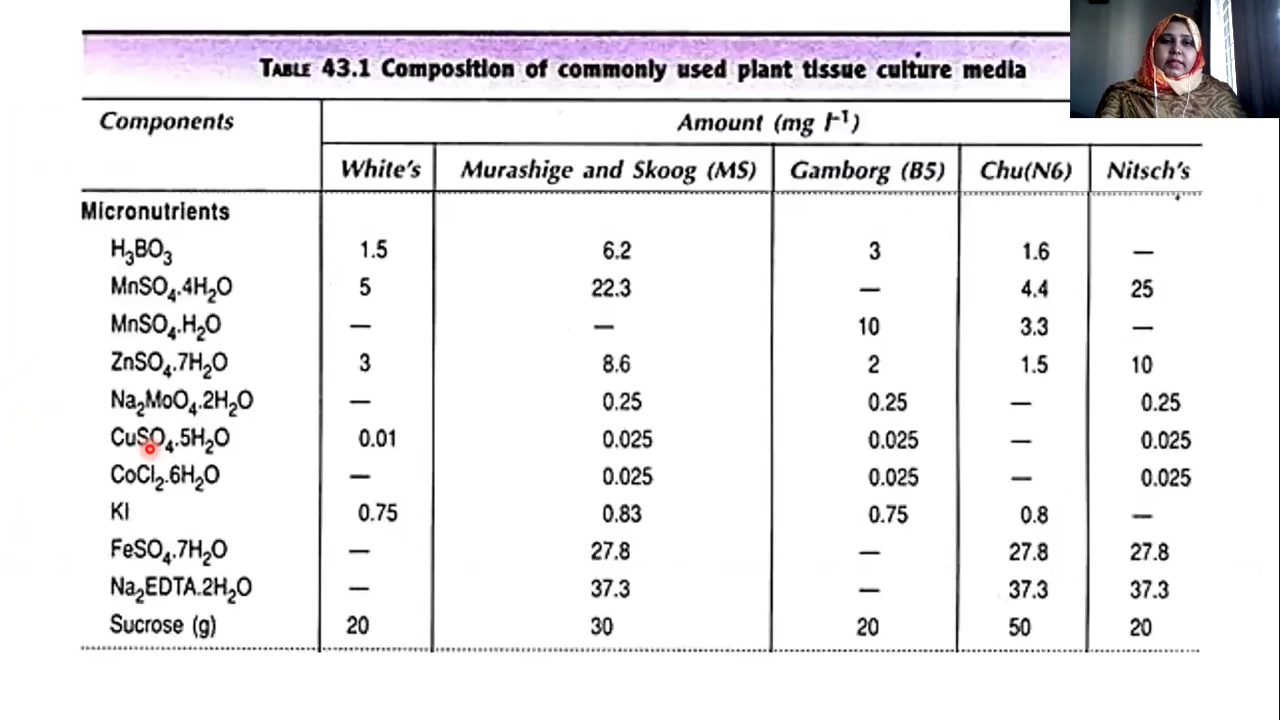 TABLE 43.1 Composition of commonly used plant tissue culture media
Components
Amount (mg l⁻¹)
White's Murashige and Skoog (MS) Gamborg (B5) Chu(N6) Nitsch's
Micronutrients
H₃BO₃ 1.5 6.2 3 1.6 —
MnSO₄.4H₂O 5 22.3 — 4.4 25
MnSO₄.H₂O — — 10 3.3 —
ZnSO₄.7H₂O 3 8.6 2 1.5 10
Na₂MoO₄.2H₂O — 0.25 0.25 — 0.25
CuSO₄.5H₂O 0.01 0.025 0.025 — 0.025
CoCl₂.6H₂O — 0.025 0.025 — 0.025
KI 0.75 0.83 0.75 0.8 —
FeSO₄.7H₂O — 27.8 — 27.8 27.8
Na₂EDTA.2H₂O — 37.3 — 37.3 37.3
Sucrose (g) 20 30 20 50 20